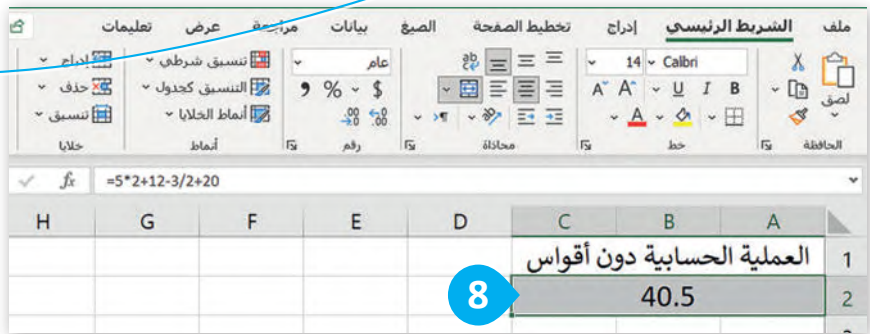 ملف الشريط الرئيسي إدراج تخطيط الصفحة الصيغ بيانات مراجعة عرض تعليمات
Calibri 14 عام تنسيق شرطي إدراج
لصق B I U A^ A˅ $ % , التنسيق كجدول حذف
A أنماط الخلايا تنسيق
الحافظة خط محاذاة رقم أنماط خلايا
fx =5*2+12-3/2+20
H G F E D C B A
العملية الحسابية دون أقواس 1
8 40.5 2